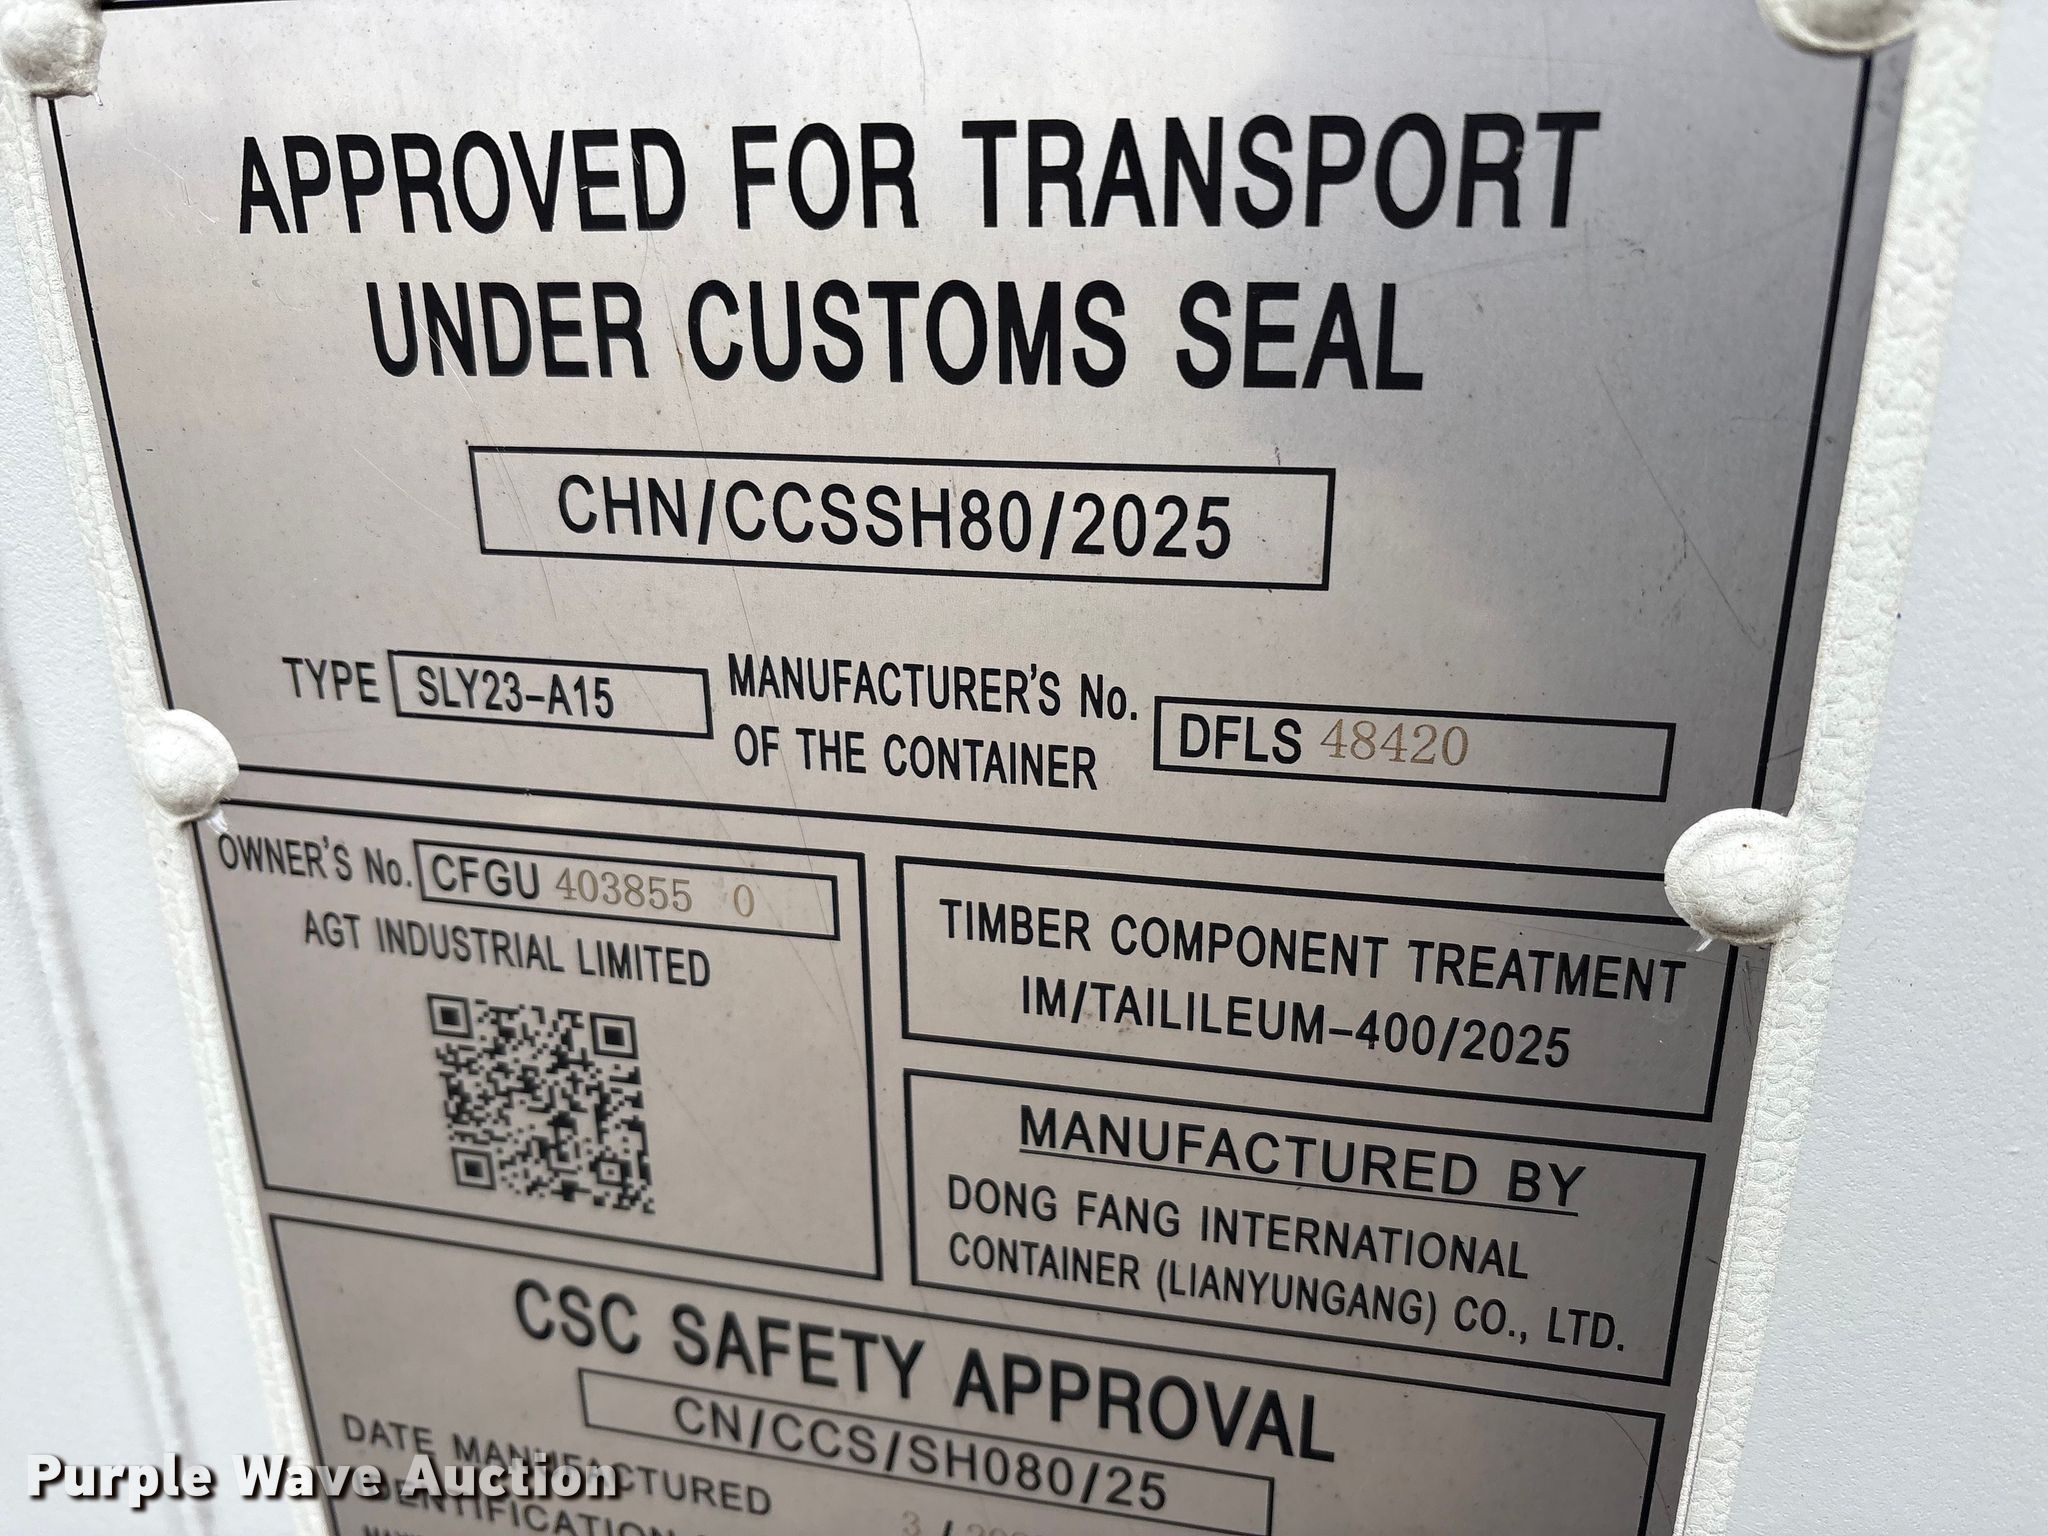 APPROVED FOR TRANSPORT
UNDER CUSTOMS SEAL
CHN/CCSSH80/2025
TYPE SLY23-A15
MANUFACTURER'S No.
OF THE CONTAINER
DFLS 48420
OWNER'S No. CFGU 403855 0
AGT INDUSTRIAL LIMITED
TIMBER COMPONENT TREATMENT
IM/TAILILEUM-400/2025
MANUFACTURED BY
DONG FANG INTERNATIONAL
CONTAINER (LIANYUNGANG) CO., LTD.
CSC SAFETY APPROVAL
CN/CCS/SH080/25
DATE MANUFACTURED
IDENTIFICATION
Purple Wave Auction